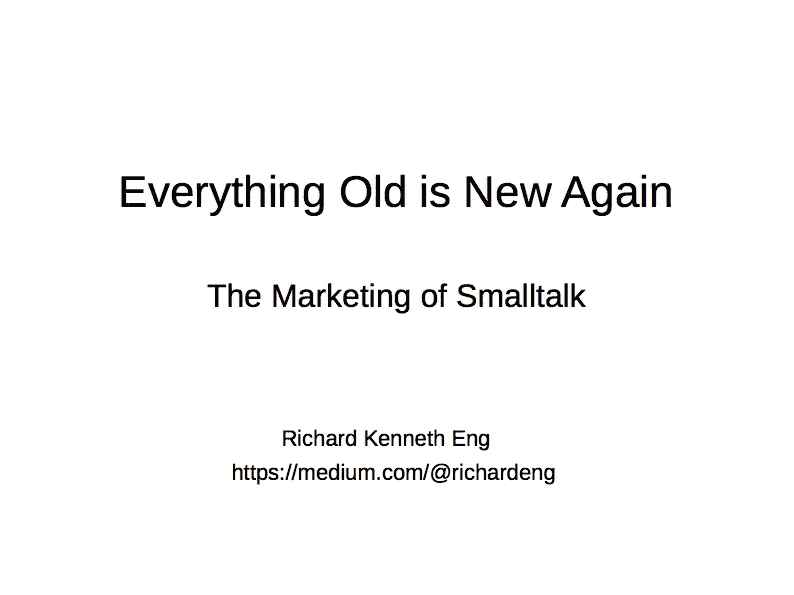 Everything Old is New Again
The Marketing of Smalltalk
Richard Kenneth Eng
https://medium.com/@richardeng